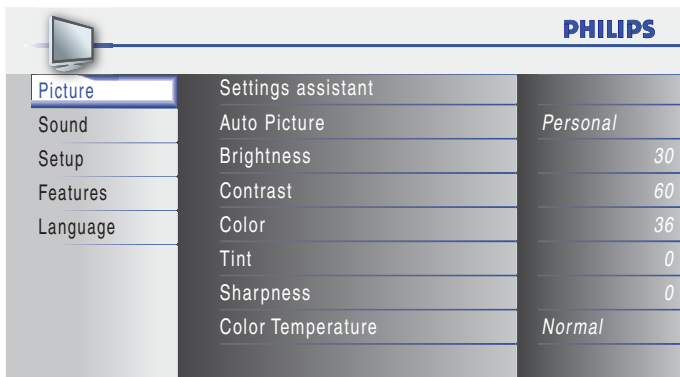 PHILIPS
Picture
Sound
Setup
Features
Language
Settings assistant
Auto Picture Personal
Brightness 30
Contrast 60
Color 36
Tint 0
Sharpness 0
Color Temperature Normal